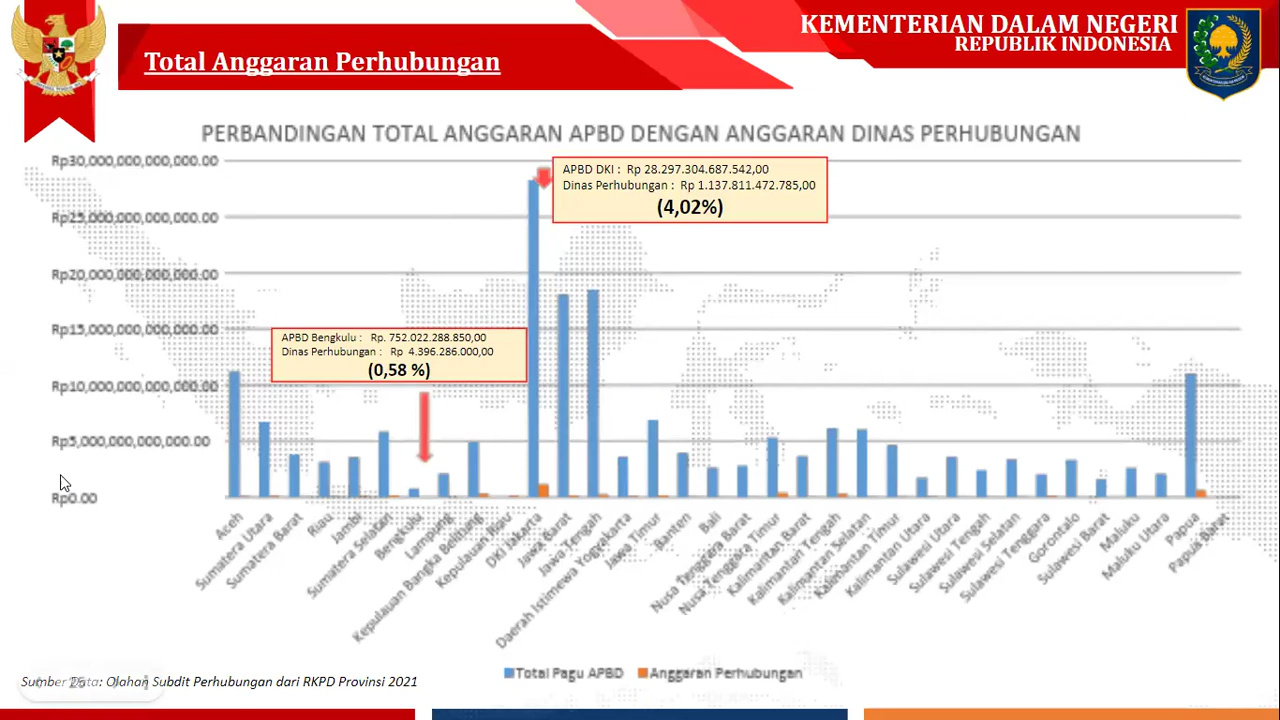 KEMENTERIAN DALAM NEGERI
REPUBLIK INDONESIA
Total Anggaran Perhubungan
PERBANDINGAN TOTAL ANGGARAN APBD DENGAN ANGGARAN DINAS PERHUBUNGAN
Rp30,000,000,000,000.00
Rp25,000,000,000,000.00
Rp20,000,000,000,000.00
Rp15,000,000,000,000.00
Rp10,000,000,000,000.00
Rp5,000,000,000,000.00
Rp0.00
APBD DKI : Rp 28.297.304.687.542,00
Dinas Perhubungan : Rp 1.137.811.472.785,00
(4,02%)
APBD Bengkulu : Rp. 752.022.288.850,00
Dinas Perhubungan : Rp 4.396.286.000,00
(0,58 %)
Aceh
Sumatera Utara
Sumatera Barat
Riau
Jambi
Sumatera Selatan
Bengkulu
Lampung
Kepulauan Bangka Belitung
Kepulauan Riau
DKI Jakarta
Jawa Barat
Jawa Tengah
Daerah Istimewa Yogyakarta
Jawa Timur
Banten
Bali
Nusa Tenggara Barat
Nusa Tenggara Timur
Kalimantan Barat
Kalimantan Tengah
Kalimantan Selatan
Kalimantan Timur
Kalimantan Utara
Sulawesi Utara
Sulawesi Tengah
Sulawesi Selatan
Sulawesi Tenggara
Gorontalo
Sulawesi Barat
Maluku
Maluku Utara
Papua
Papua Barat
Total Pagu APBD
Anggaran Perhubungan
Sumber Data: Olahan Subdit Perhubungan dari RKPD Provinsi 2021